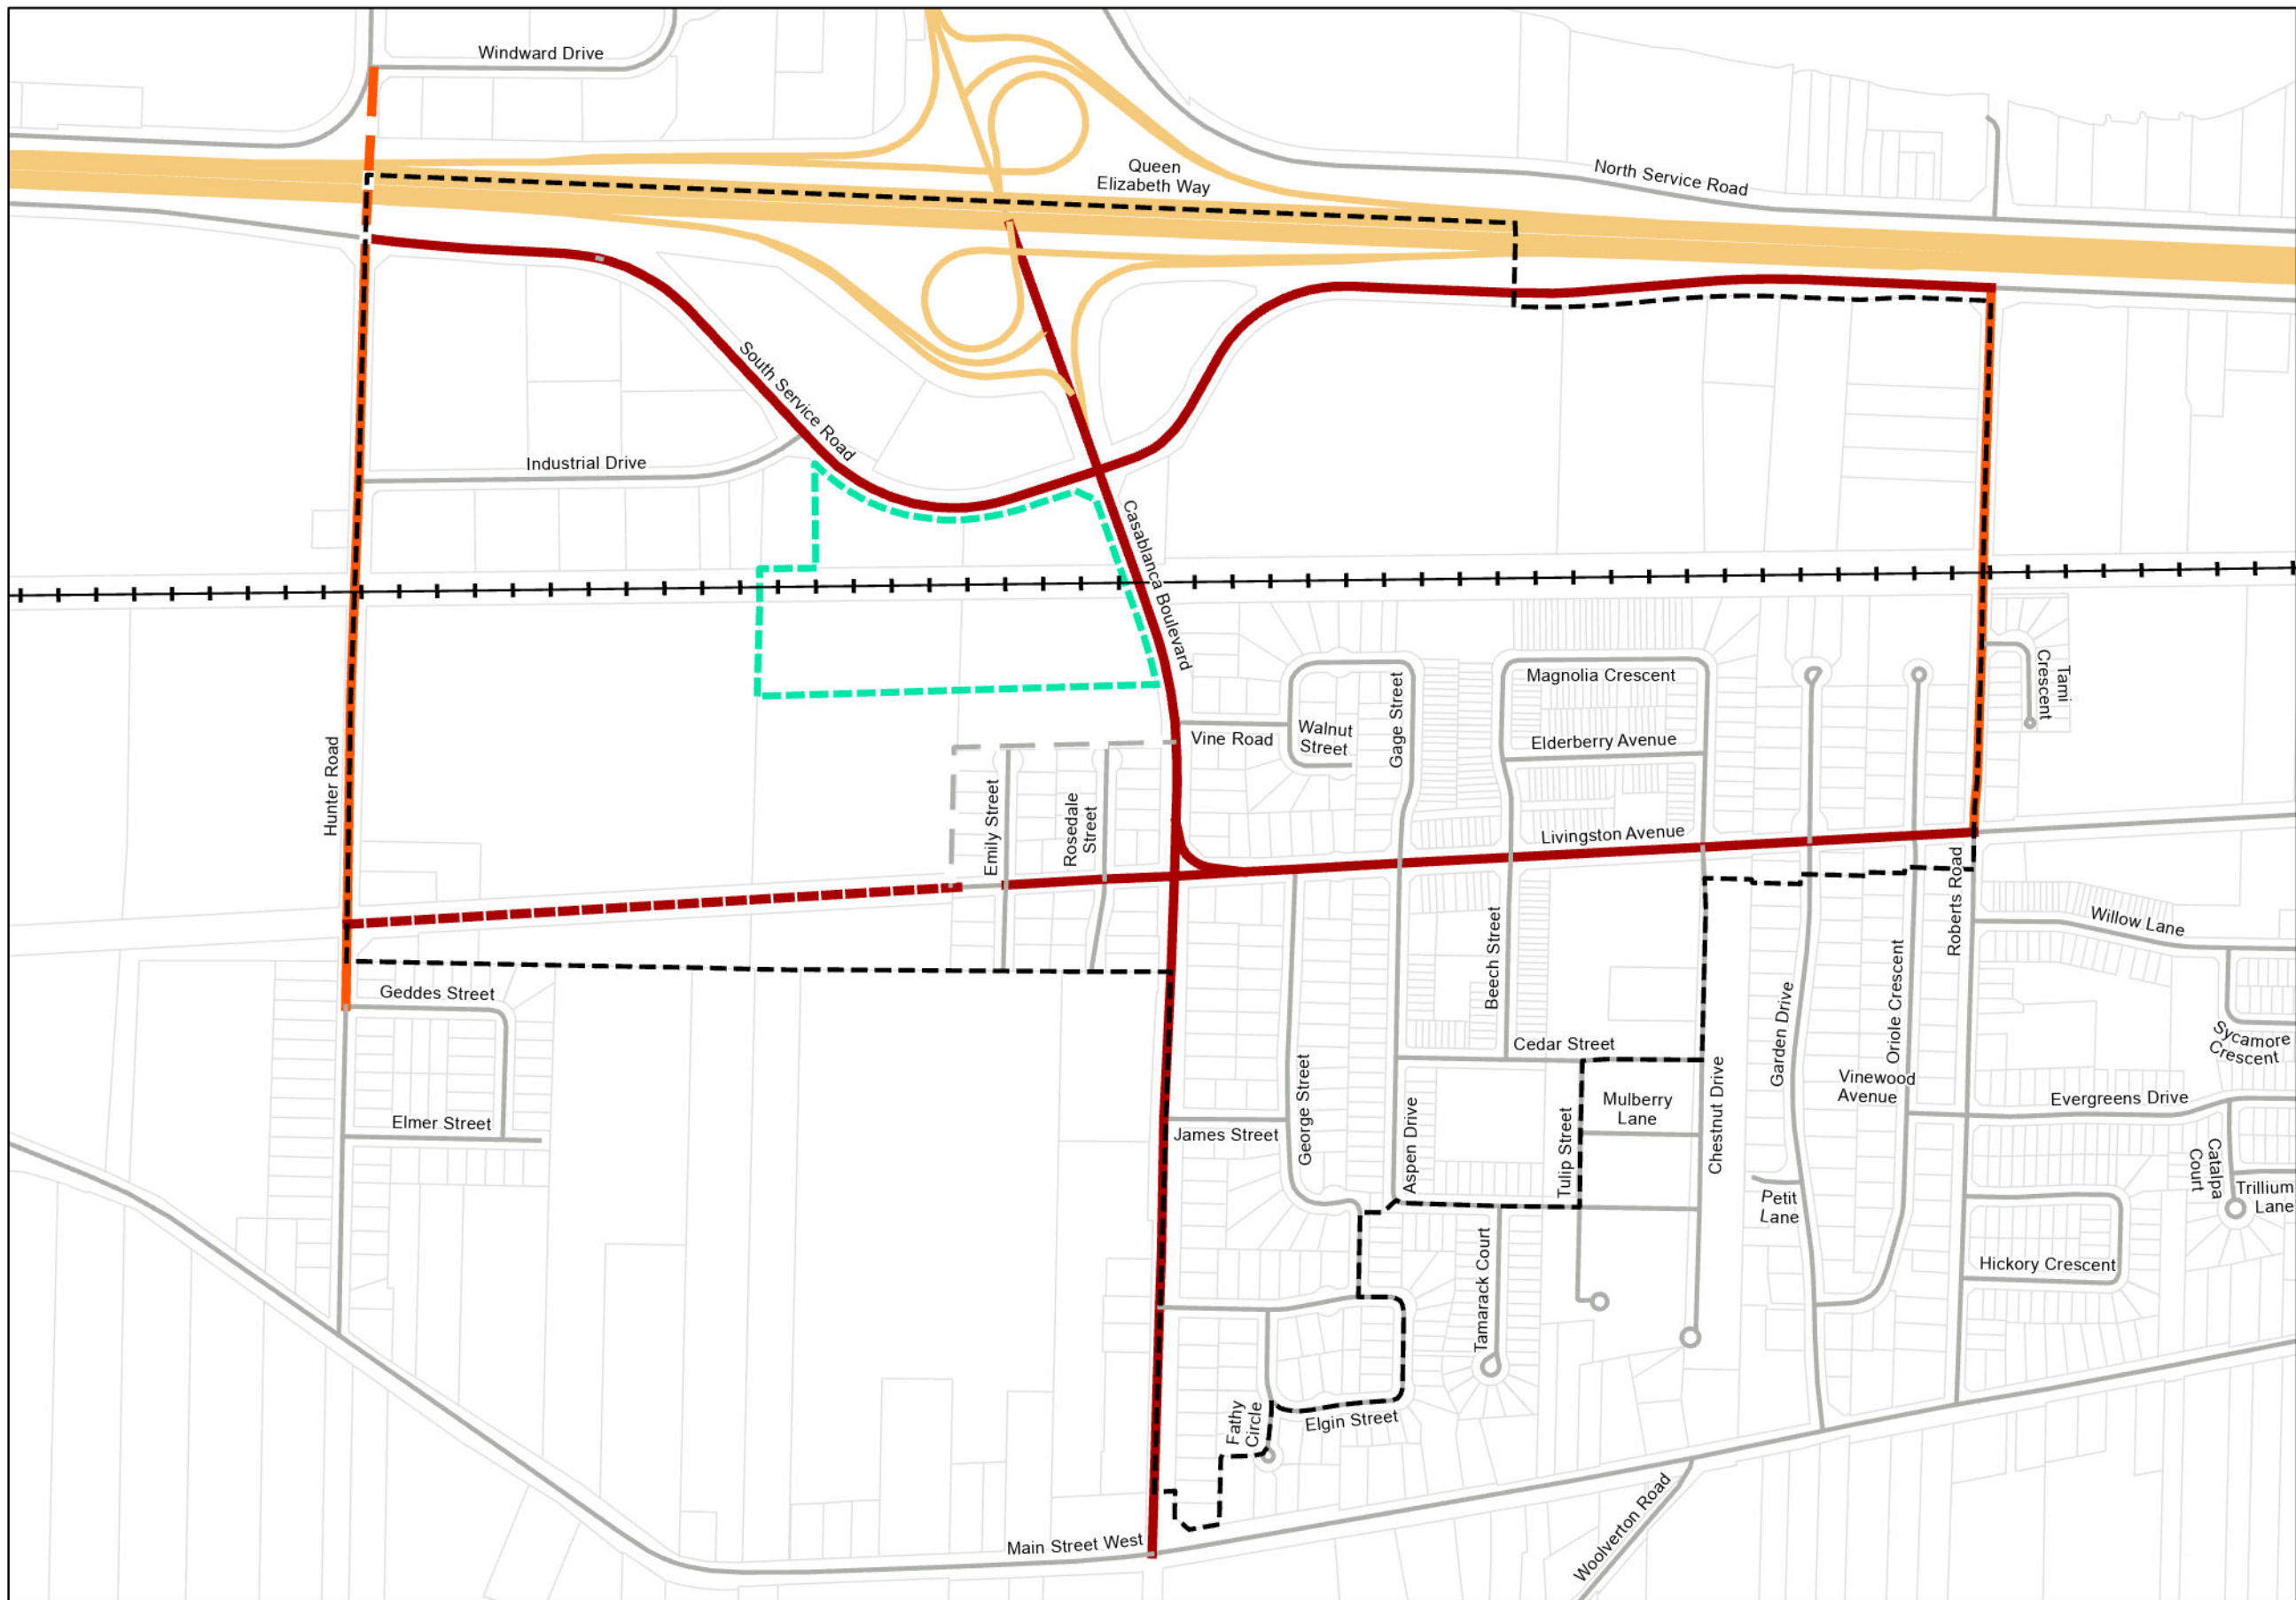 Windward Drive
Queen
Elizabeth Way
North Service Road
South Service Road
Industrial Drive
Casablanca Boulevard
Hunter Road
Vine Road
Walnut
Street
Gage Street
Magnolia Crescent
Elderberry Avenue
Tami
Crescent
Emily Street
Rosedale
Street
Livingston Avenue
Roberts Road
Willow Lane
Geddes Street
Beech Street
Cedar Street
Garden Drive
Oriole Crescent
Sycamore
Crescent
Elmer Street
James Street
George Street
Aspen Drive
Tulip Street
Mulberry
Lane
Chestnut Drive
Vinewood
Avenue
Evergreens Drive
Catalpa
Court
Trillium
Lane
Petit
Lane
Tamarack Court
Hickory Crescent
Fathy
Circle
Elgin Street
Main Street West
Woolverton Road